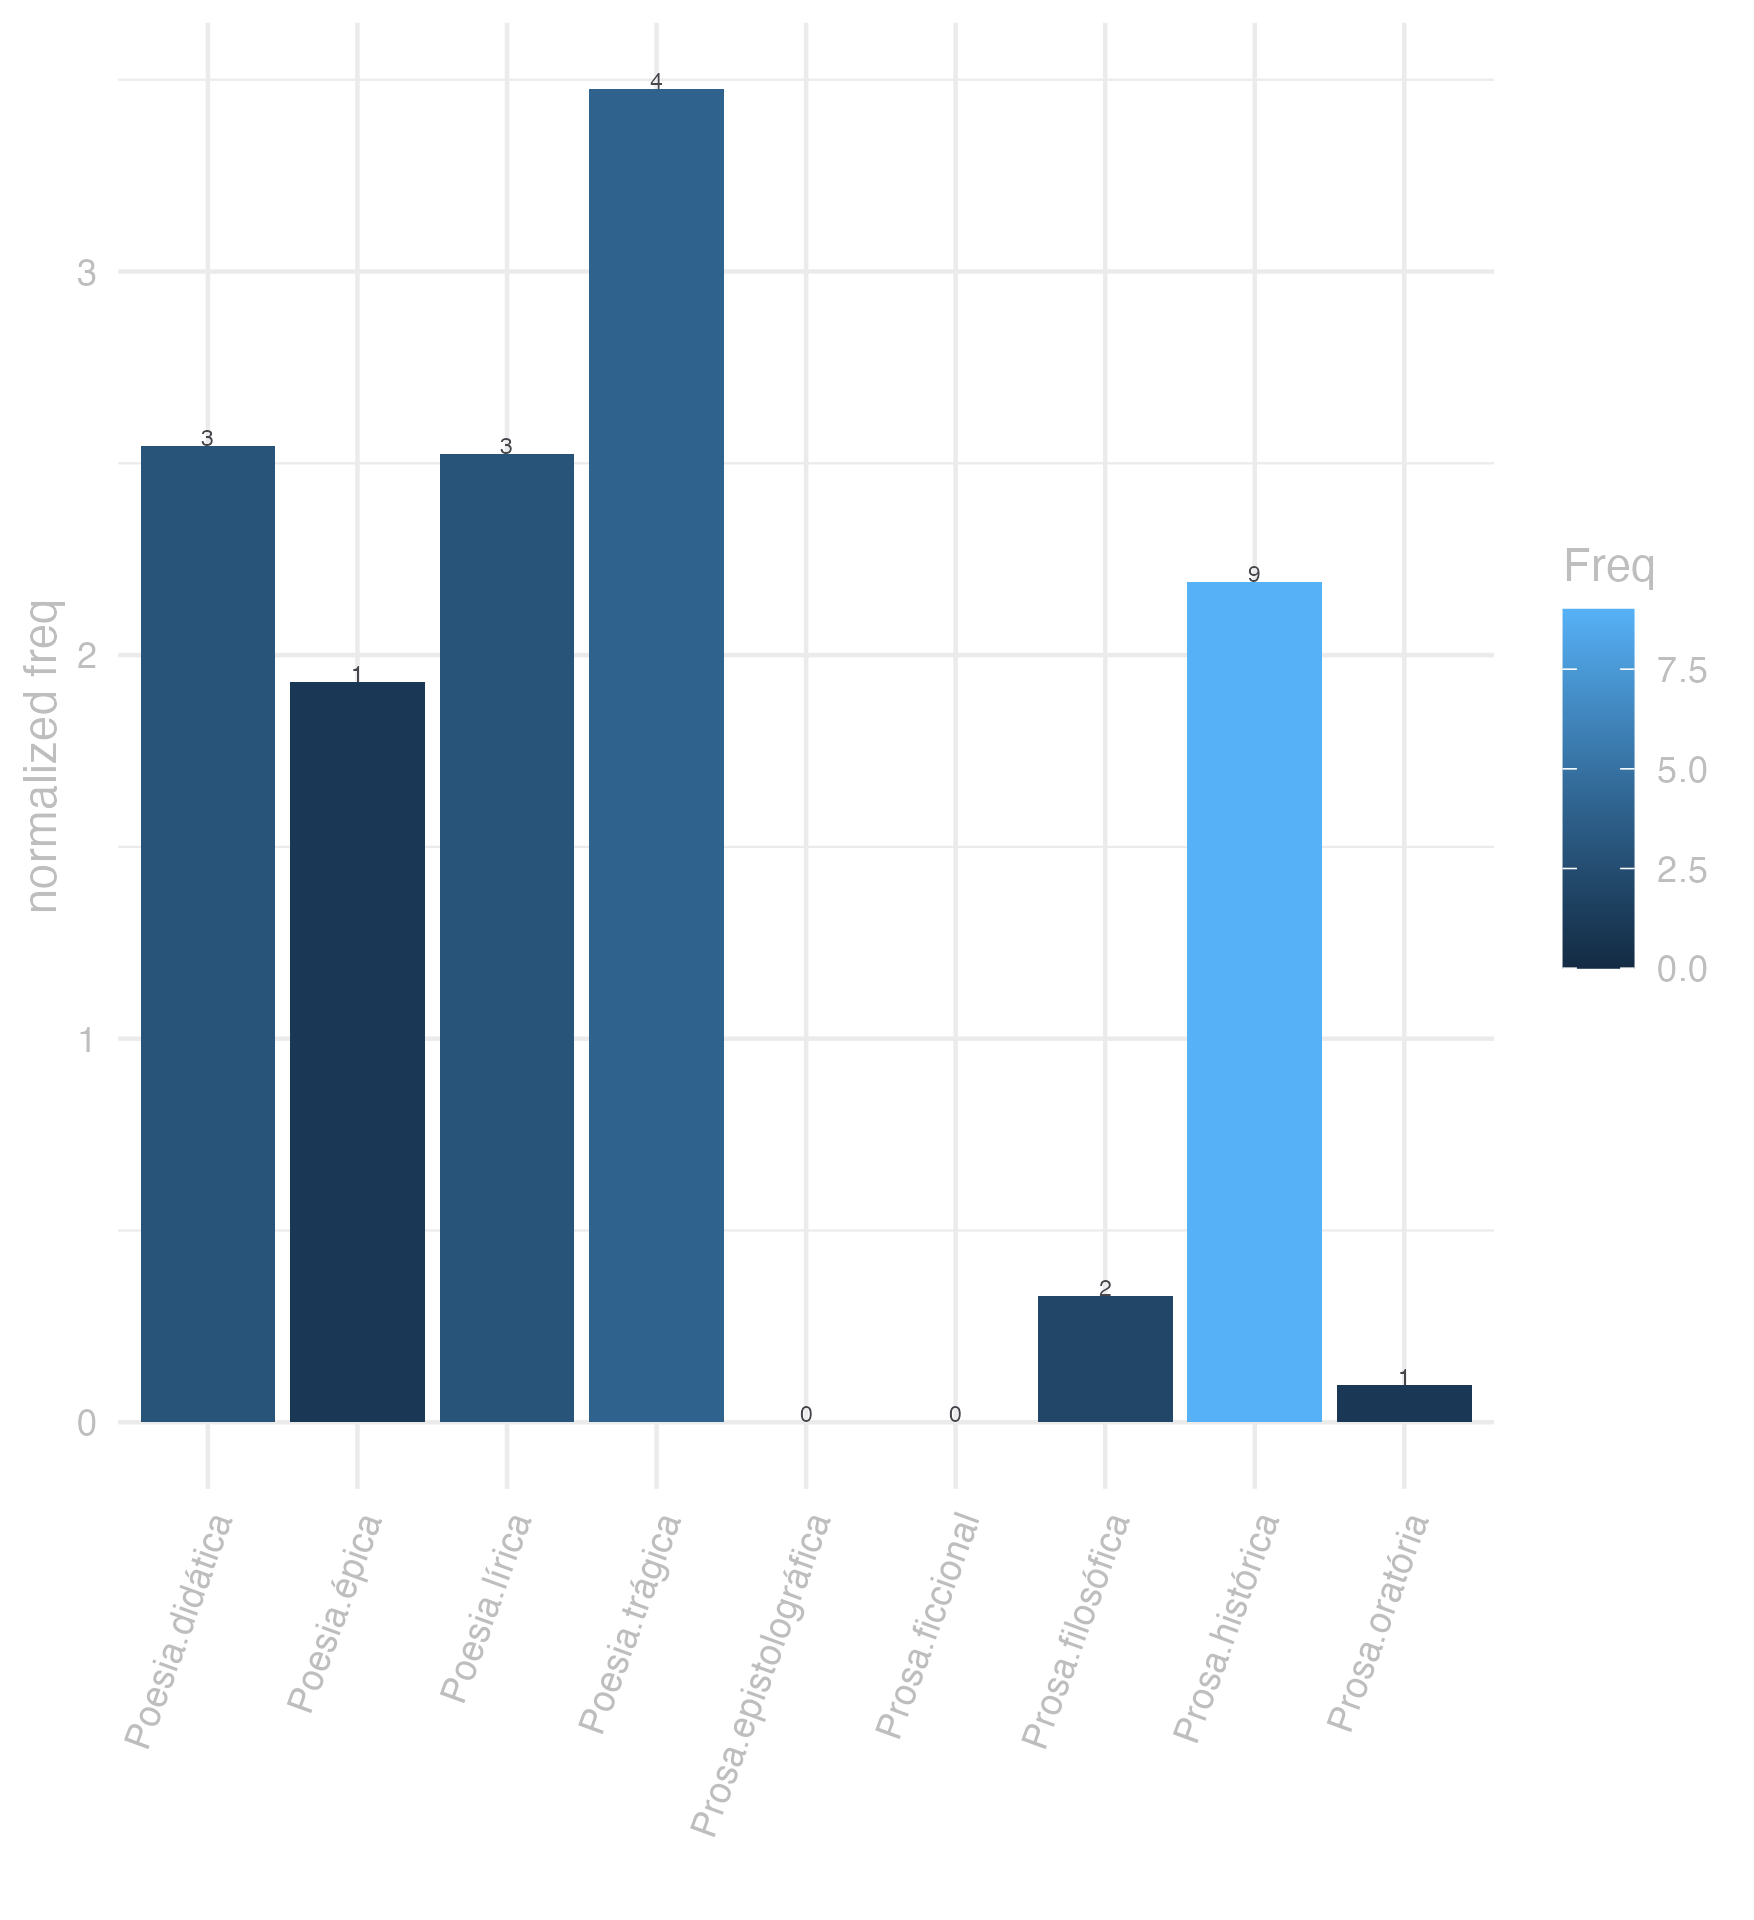 normalized freq
3
2
1
0
3
1
3
4
0
0
2
9
1
Poesia.didática
Poesia.épica
Poesia.lírica
Poesia.trágica
Prosa.epistolográfica
Prosa.ficcional
Prosa.filosófica
Prosa.histórica
Prosa.oratória
Freq
7.5
5.0
2.5
0.0